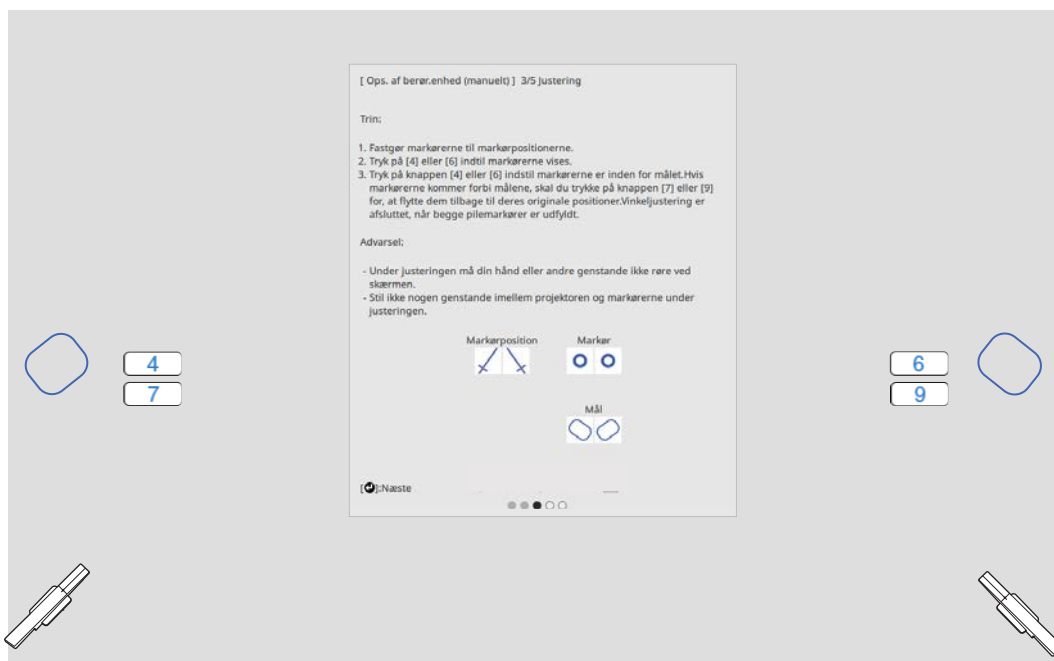 [ Ops. af berør.enhed (manuelt) ] 3/5 Justering
Trin:
1. Fastgør markørerne til markørpositionerne.
2. Tryk på [4] eller [6] indtil markørerne vises.
3. Tryk på knappen [4] eller [6] indstil markørerne er inden for målet.Hvis
markørerne kommer forbi målene, skal du trykke på knappen [7] eller [9]
for, at flytte dem tilbage til deres originale positioner.Vinkeljustering er
afsluttet, når begge pilemarkører er udfyldt.
Advarsel:
- Under justeringen må din hånd eller andre genstande ikke røre ved
skærmen.
- Stil ikke nogen genstande imellem projektoren og markørerne under
justeringen.
Markørposition Markør
4
7
6
9
Mål
[ ]:Næste